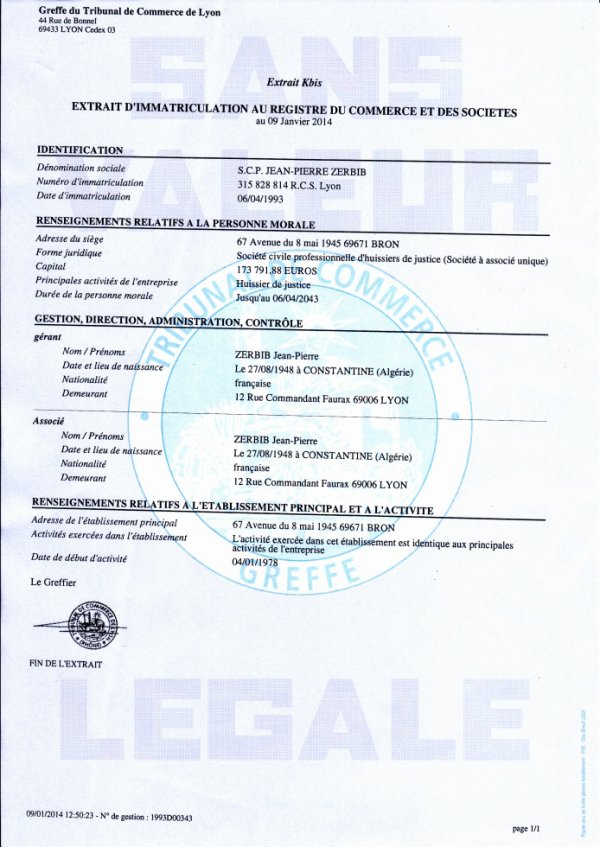 Greffe du Tribunal de Commerce de Lyon
44 Rue de Bonnel
69433 LYON Cedex 03
SANS
VALEUR
Extrait Kbis
EXTRAIT D'IMMATRICULATION AU REGISTRE DU COMMERCE ET DES SOCIETES
au 09 Janvier 2014
IDENTIFICATION
Dénomination sociale S.C.P. JEAN-PIERRE ZERBIB
Numéro d'immatriculation 315 828 814 R.C.S. Lyon
Date d'immatriculation 06/04/1993
RENSEIGNEMENTS RELATIFS A LA PERSONNE MORALE
Adresse du siège 67 Avenue du 8 mai 1945 69671 BRON
Forme juridique Société civile professionnelle d'huissiers de justice (Société à associé unique)
Capital 173 791,88 EUROS
Principales activités de l'entreprise Huissier de justice
Durée de la personne morale Jusqu'au 06/04/2043
TRIBUNAL DE COMMERCE
GESTION, DIRECTION, ADMINISTRATION, CONTRÔLE
gérant
Nom / Prénoms ZERBIB Jean-Pierre
Date et lieu de naissance Le 27/08/1948 à CONSTANTINE (Algérie)
Nationalité française
Demeurant 12 Rue Commandant Faurax 69006 LYON
Associé
Nom / Prénoms ZERBIB Jean-Pierre
Date et lieu de naissance Le 27/08/1948 à CONSTANTINE (Algérie)
Nationalité française
Demeurant 12 Rue Commandant Faurax 69006 LYON
RENSEIGNEMENTS RELATIFS A L'ETABLISSEMENT PRINCIPAL ET A L'ACTIVITE
Adresse de l'établissement principal 67 Avenue du 8 mai 1945 69671 BRON
Activités exercées dans l'établissement L'activité exercée dans cet établissement est identique aux principales
activités de l'entreprise
Date de début d'activité 04/01/1978
GREFFE
Le Greffier
TRIBUNAL DE COMMERCE DE LYON
(RHÔNE)
FIN DE L'EXTRAIT
LEGALE
09/01/2014 12:50:23 - N° de gestion : 1993D00343
page 1/1